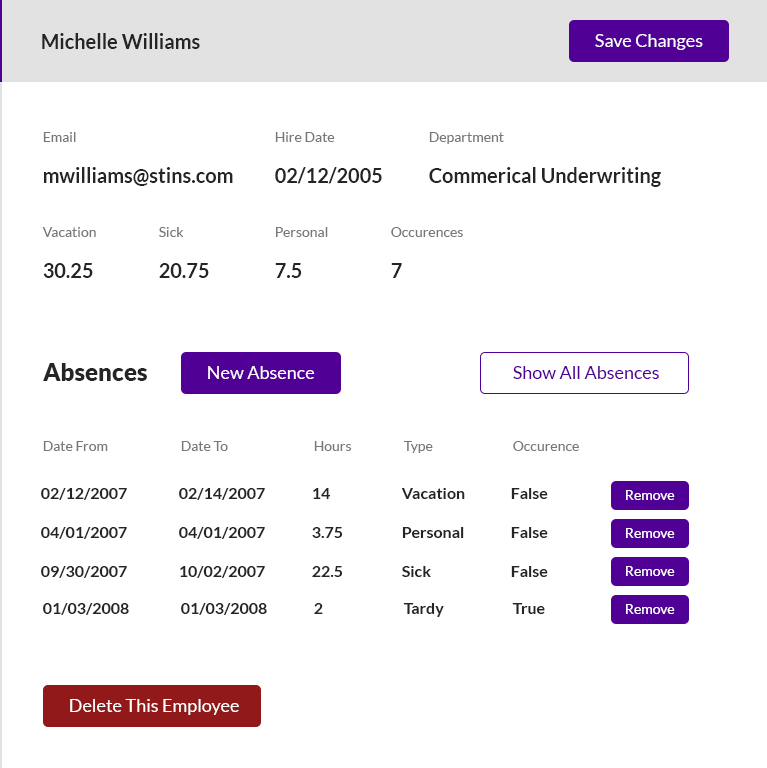 Michelle Williams Save Changes
Email Hire Date Department
mwilliams@stins.com 02/12/2005 Commerical Underwriting
Vacation Sick Personal Occurences
30.25 20.75 7.5 7
Absences New Absence Show All Absences
Date From Date To Hours Type Occurence
02/12/2007 02/14/2007 14 Vacation False Remove
04/01/2007 04/01/2007 3.75 Personal False Remove
09/30/2007 10/02/2007 22.5 Sick False Remove
01/03/2008 01/03/2008 2 Tardy True Remove
Delete This Employee